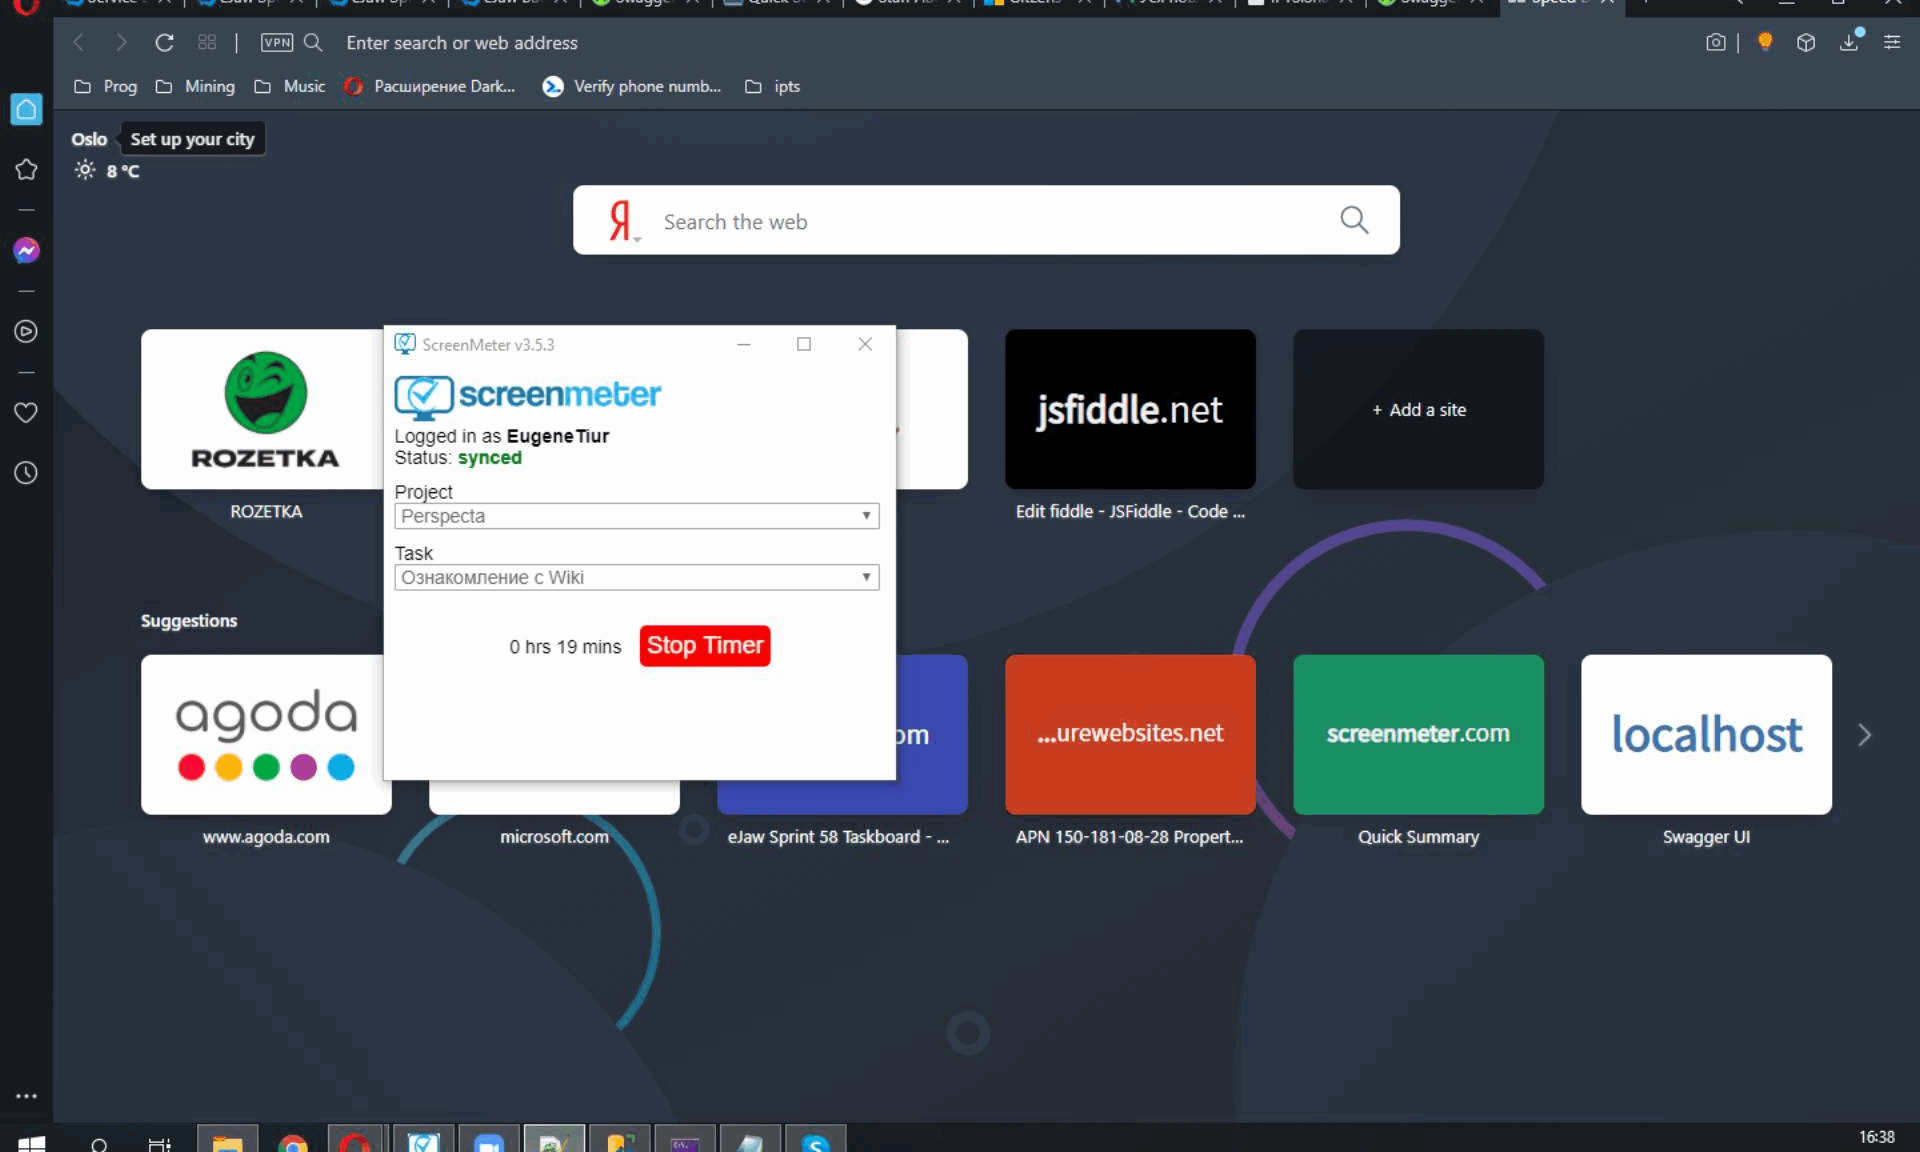 VPN
Enter search or web address
Prog
Mining
Music
Расширение Dark...
Verify phone numb...
ipts
Oslo
Set up your city
8 °C
Я
Search the web
ScreenMeter v3.5.3
screenmeter
Logged in as EugeneTiur
Status: synced
Project
Perspecta
Task
Ознакомление с Wiki
0 hrs 19 mins
Stop Timer
ROZETKA
ROZETKA
jsfiddle.net
Edit fiddle - JSFiddle - Code ...
+ Add a site
Suggestions
agoda
www.agoda.com
microsoft.com
om
eJaw Sprint 58 Taskboard - ...
...urewebsites.net
APN 150-181-08-28 Propert...
screenmeter.com
Quick Summary
localhost
Swagger UI
16:38